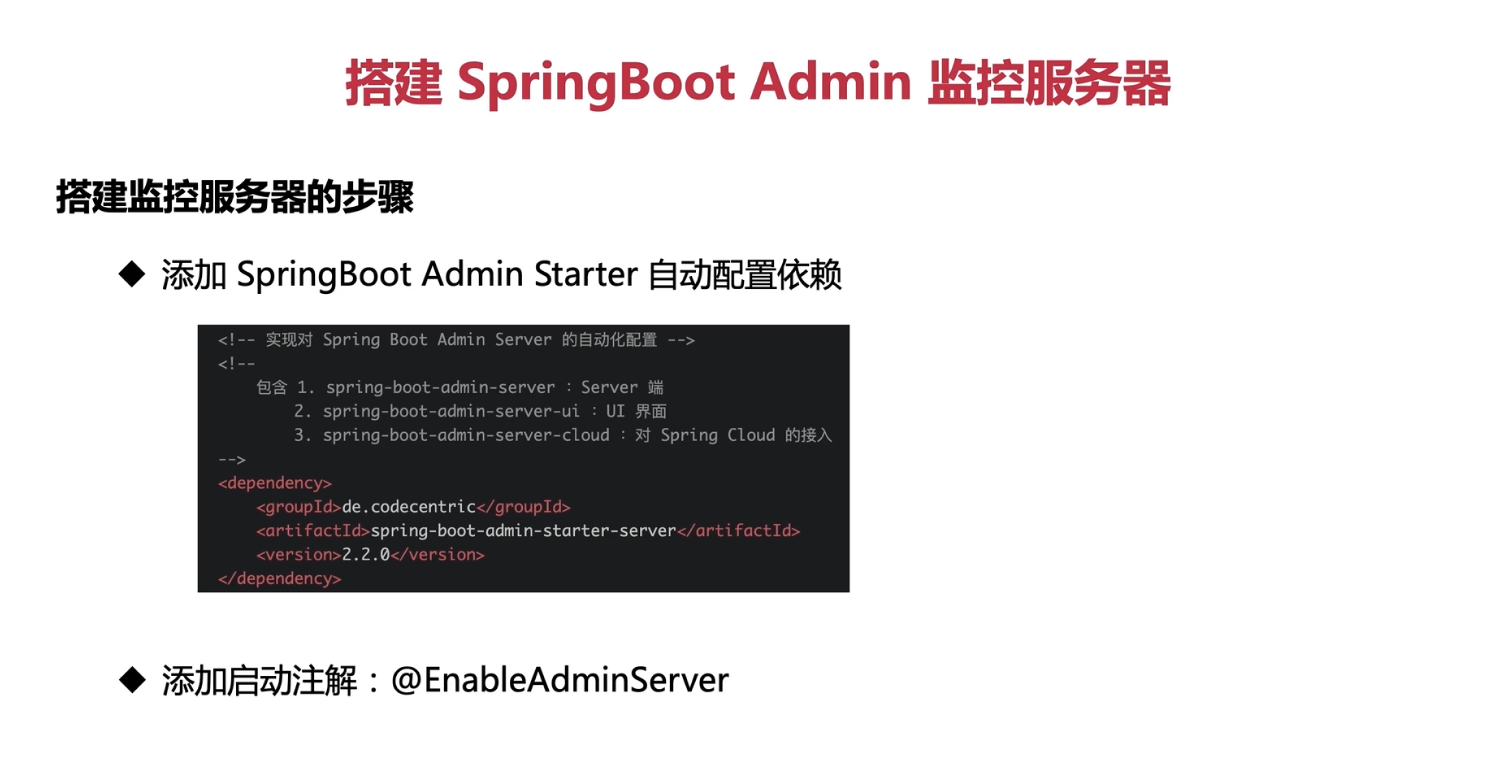 搭建 SpringBoot Admin 监控服务器
搭建监控服务器的步骤
◆ 添加 SpringBoot Admin Starter 自动配置依赖
<!-- 实现对 Spring Boot Admin Server 的自动化配置 -->
<!--
    包含 1. spring-boot-admin-server : Server 端
        2. spring-boot-admin-server-ui : UI 界面
        3. spring-boot-admin-server-cloud : 对 Spring Cloud 的接入
-->
<dependency>
    <groupId>de.codecentric</groupId>
    <artifactId>spring-boot-admin-starter-server</artifactId>
    <version>2.2.0</version>
</dependency>
◆ 添加启动注解：@EnableAdminServer